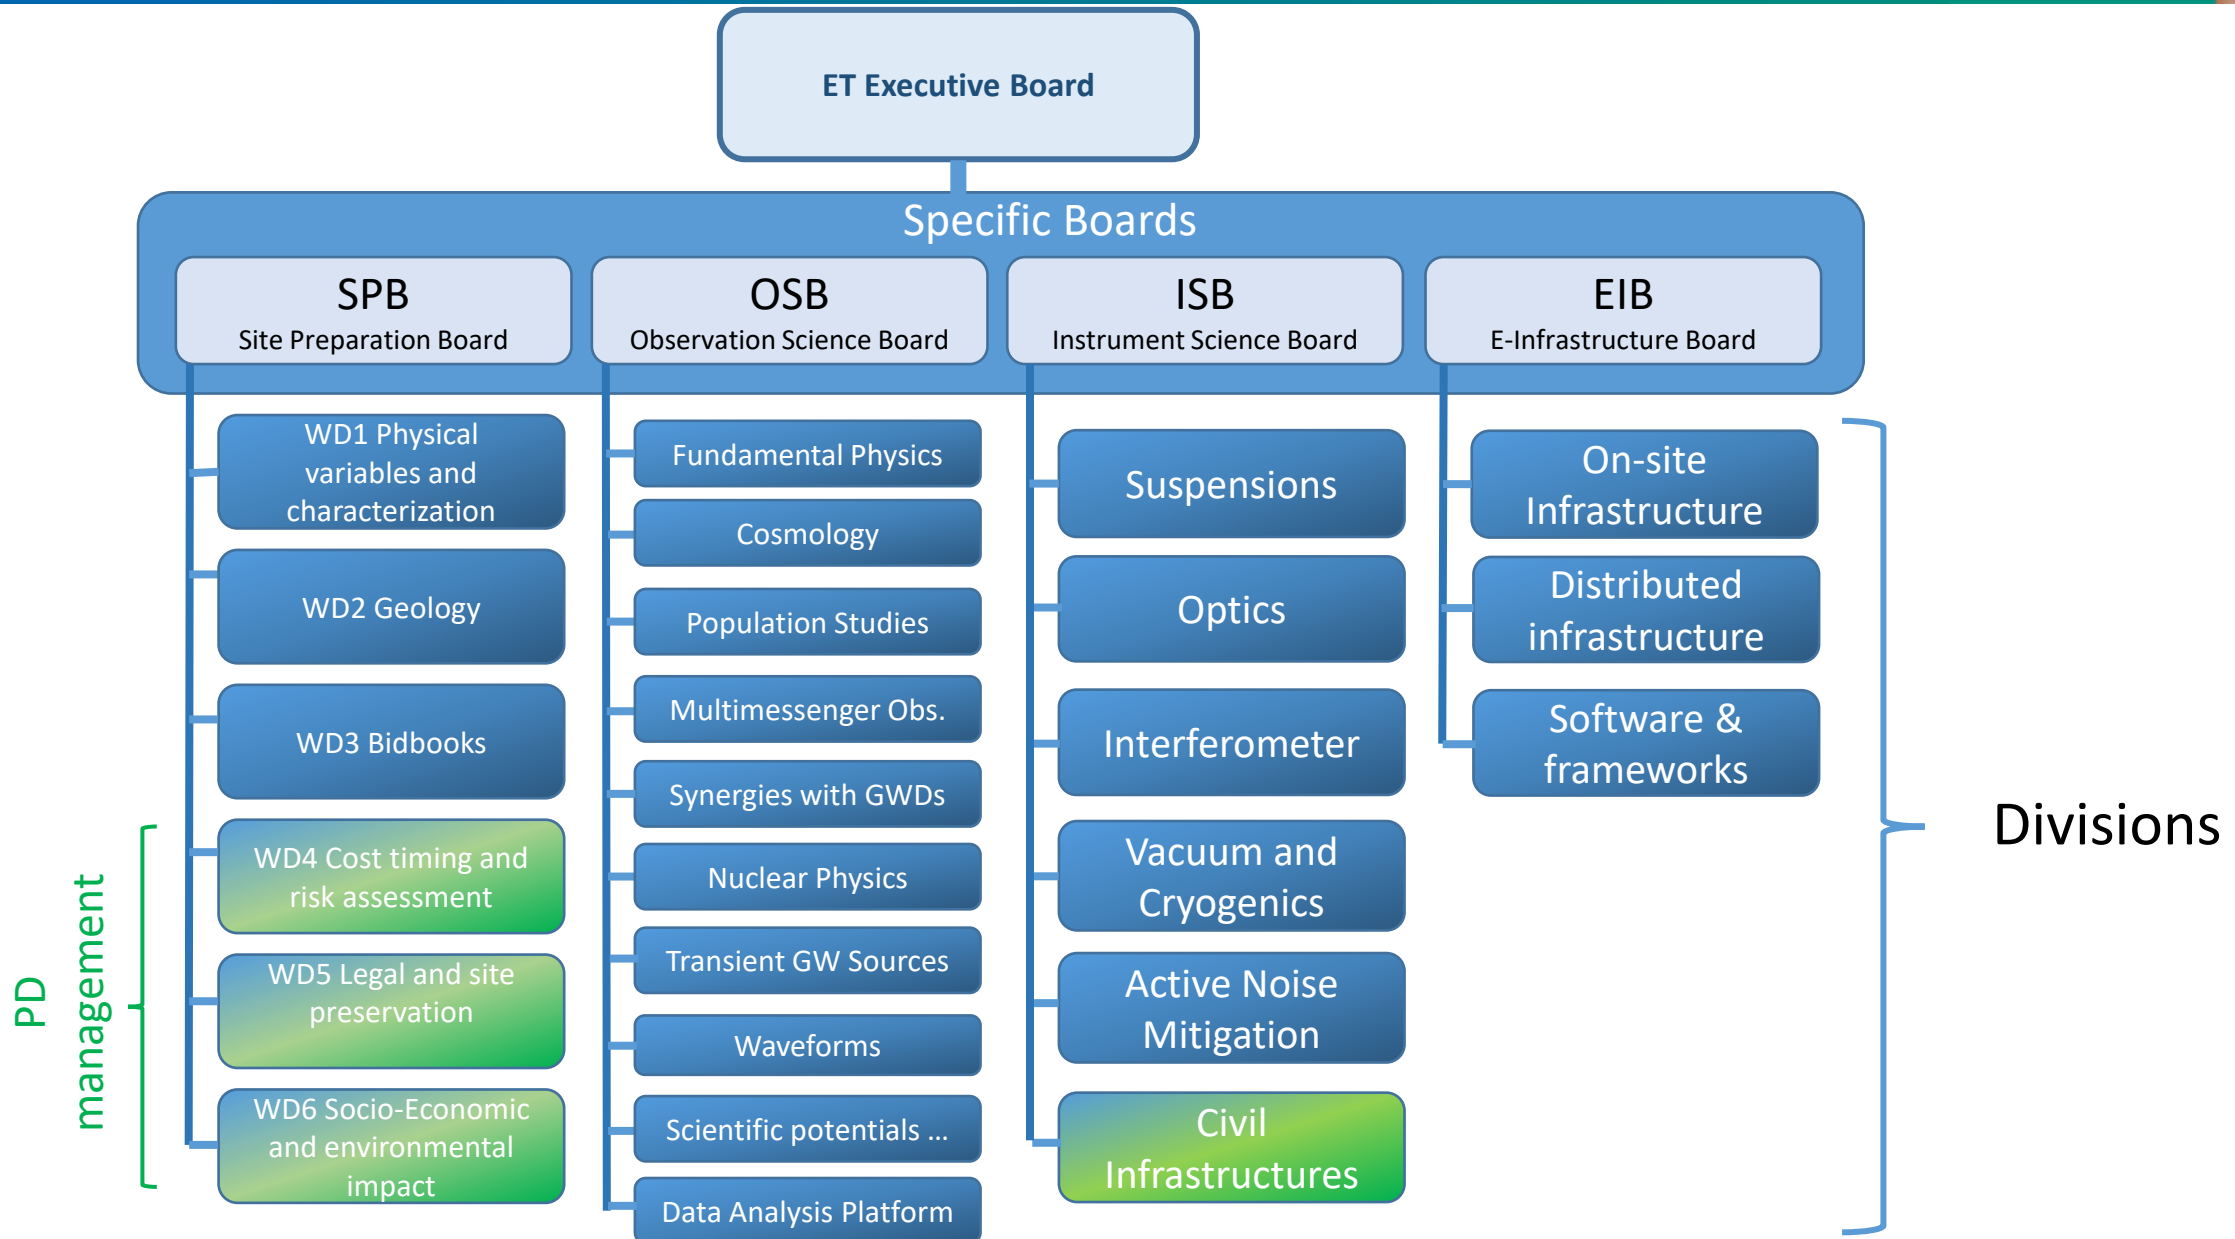 ET Executive Board
Specific Boards
SPB
Site Preparation Board
OSB
Observation Science Board
ISB
Instrument Science Board
EIB
E-Infrastructure Board
WD1 Physical
variables and
characterization
WD2 Geology
WD3 Bidbooks
WD4 Cost timing and
risk assessment
WD5 Legal and site
preservation
WD6 Socio-Economic
and environmental
impact
PD
management
Fundamental Physics
Cosmology
Population Studies
Multimessenger Obs.
Synergies with GWDs
Nuclear Physics
Transient GW Sources
Waveforms
Scientific potentials ...
Data Analysis Platform
Suspensions
Optics
Interferometer
Vacuum and
Cryogenics
Active Noise
Mitigation
Civil
Infrastructures
On-site
Infrastructure
Distributed
infrastructure
Software &
frameworks
Divisions